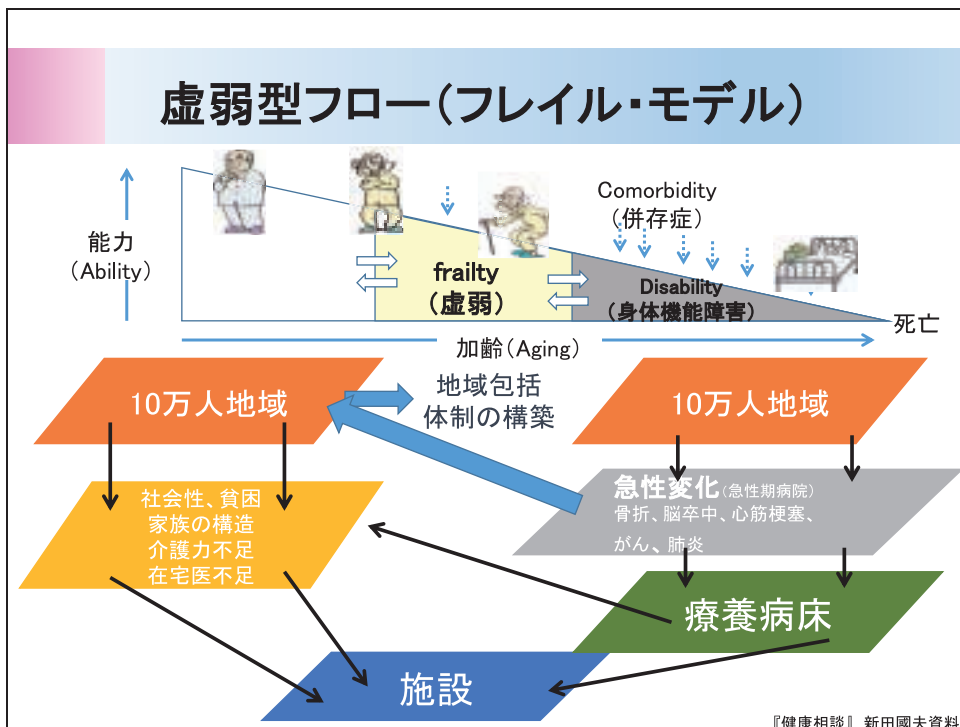 虚弱型フロー(フレイル・モデル)
能力
(Ability)
Comorbidity
(併存症)
frailty
(虚弱)
Disability
(身体機能障害)
死亡
加齢(Aging)
10万人地域
地域包括
体制の構築
10万人地域
社会性、貧困
家族の構造
介護力不足
在宅医不足
急性変化(急性期病院)
骨折、脳卒中、心筋梗塞、
がん、肺炎
療養病床
施設
『健康相談』 新田國夫資料